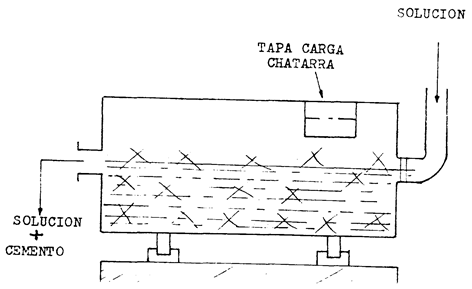 SOLUCION
TAPA CARGA
CHATARRA
SOLUCION
+
CEMENTO